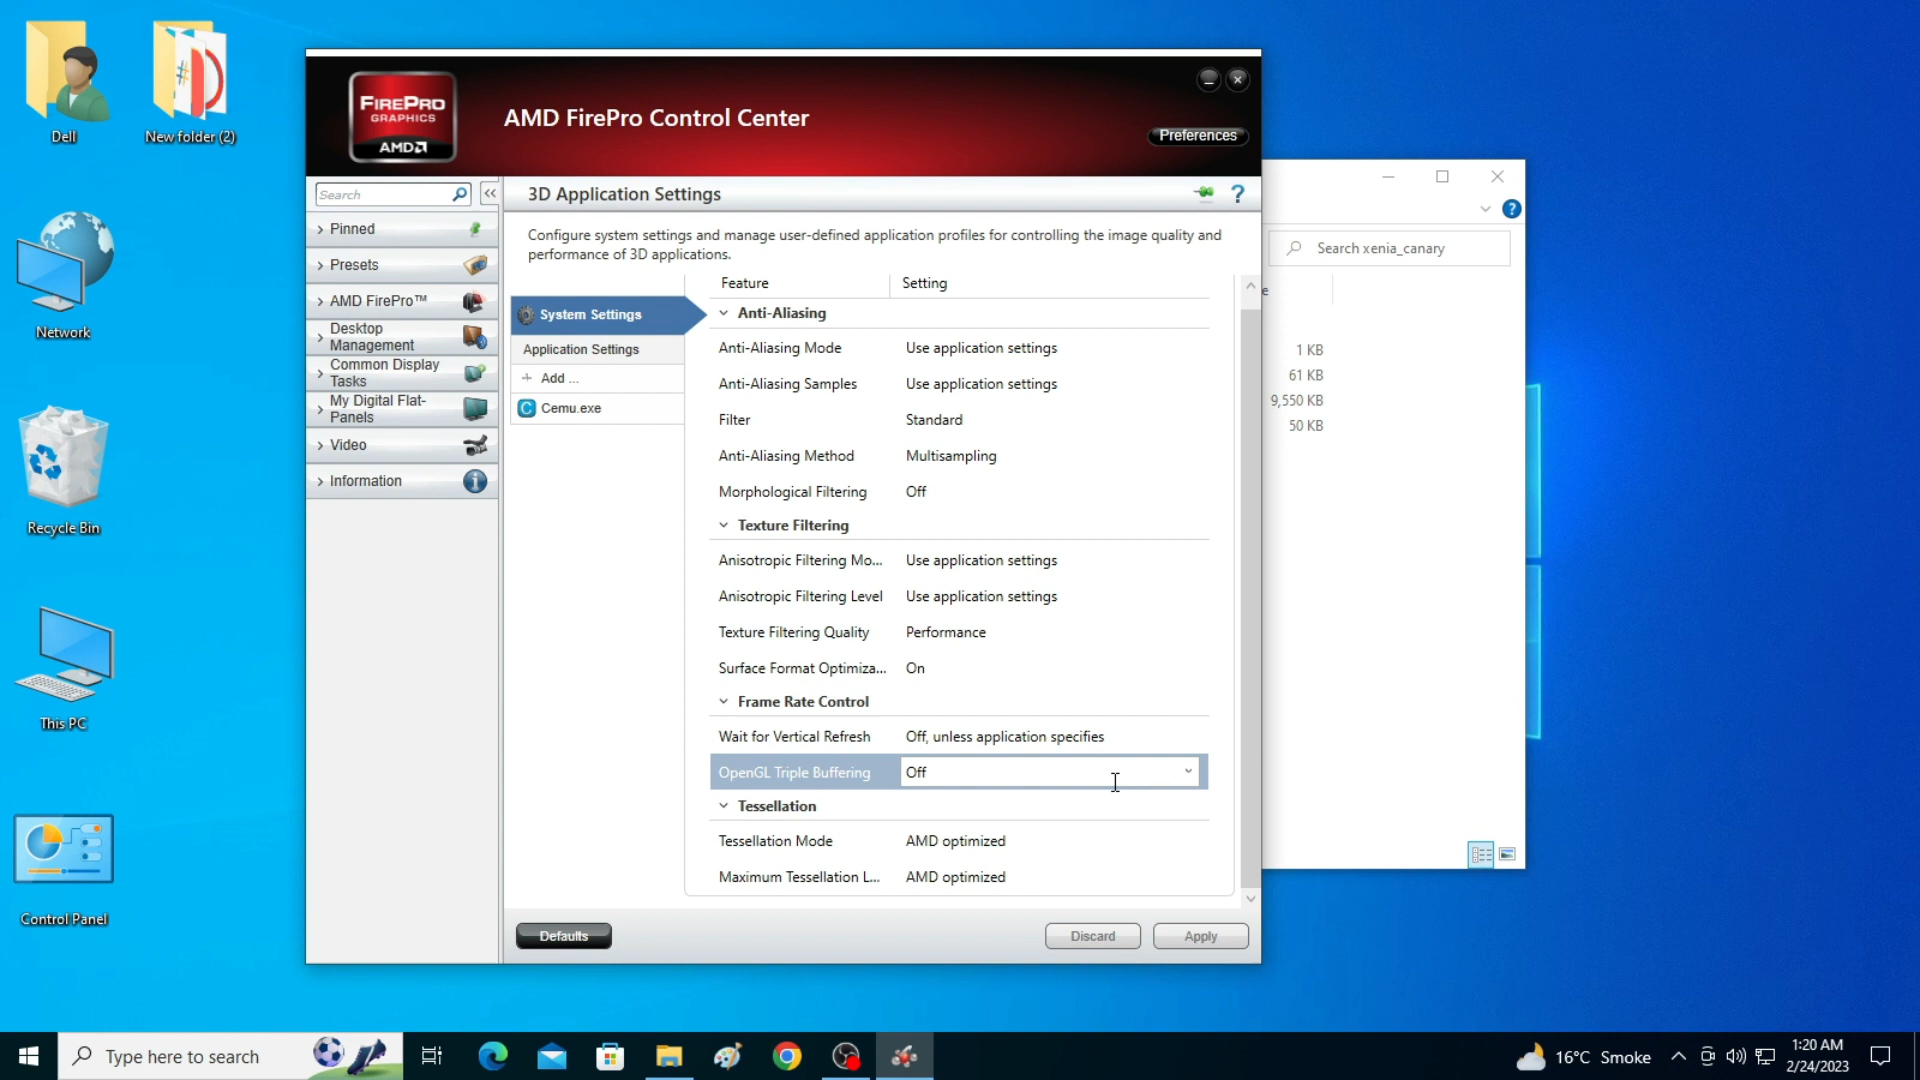 Dell
New folder (2)
Network
Recycle Bin
This PC
Control Panel
FIREPRO
GRAPHICS
AMD
AMD FirePro Control Center
Preferences
Search
Pinned
Presets
AMD FirePro™
Desktop
Management
Common Display
Tasks
My Digital Flat-
Panels
Video
Information
3D Application Settings
Configure system settings and manage user-defined application profiles for controlling the image quality and
performance of 3D applications.
System Settings
Application Settings
Add ...
Cemu.exe
Feature Setting
Anti-Aliasing
Anti-Aliasing Mode Use application settings
Anti-Aliasing Samples Use application settings
Filter Standard
Anti-Aliasing Method Multisampling
Morphological Filtering Off
Texture Filtering
Anisotropic Filtering Mo... Use application settings
Anisotropic Filtering Level Use application settings
Texture Filtering Quality Performance
Surface Format Optimiza... On
Frame Rate Control
Wait for Vertical Refresh Off, unless application specifies
OpenGL Triple Buffering Off
Tessellation
Tessellation Mode AMD optimized
Maximum Tessellation L... AMD optimized
Defaults
Discard
Apply
Search xenia_canary
e
1 KB
61 KB
9,550 KB
50 KB
Type here to search
16°C Smoke
1:20 AM
2/24/2023